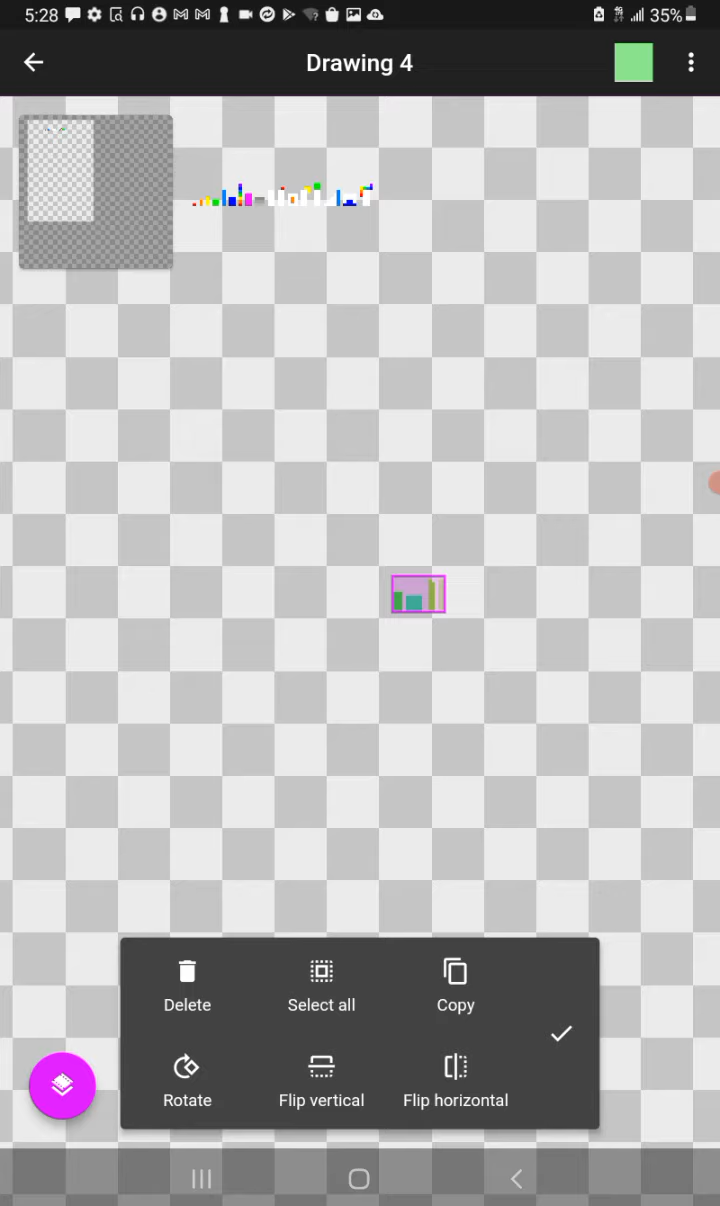 5:28
35%
Drawing 4
Delete
Select all
Copy
Rotate
Flip vertical
Flip horizontal